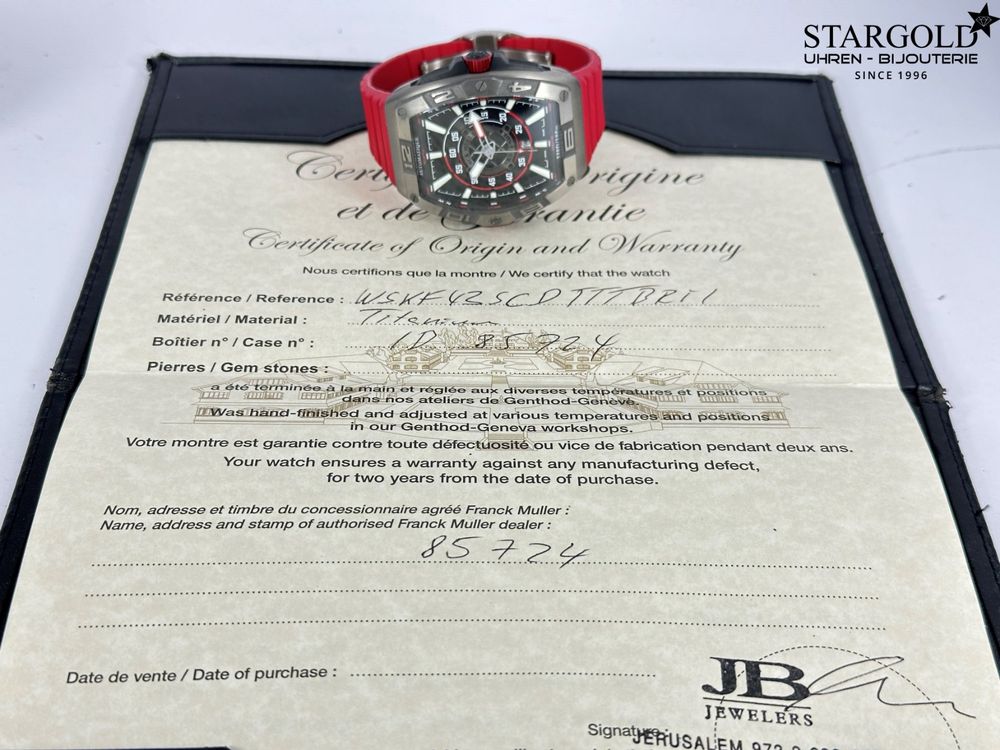 STARGOLD
UHREN - BIJOUTERIE
SINCE 1996
et de
Certificate of Origin and Warranty
Nous certifions que la montre / We certify that the watch
Référence / Reference :
Matériel / Material : Titanium
Boîtier n° / Case n° : 1D 85724
Pierres / Gem stones :
a été terminée à la main et réglée aux diverses températures et positions
dans nos ateliers de Genthod-Genève.
Was hand-finished and adjusted at various temperatures and positions
in our Genthod-Geneva workshops.
Votre montre est garantie contre toute défectuosité ou vice de fabrication pendant deux ans.
Your watch ensures a warranty against any manufacturing defect,
for two years from the date of purchase.
Nom, adresse et timbre du concessionnaire agréé Franck Muller :
Name, address and stamp of authorised Franck Muller dealer :
85724
Date de vente / Date of purchase :
JB
JEWELERS
Signature
JERUSALEM